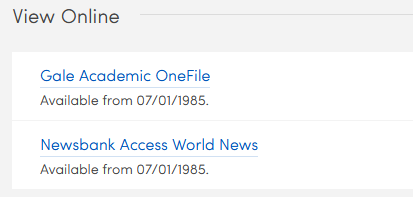 View Online
Gale Academic OneFile
Available from 07/01/1985.
Newsbank Access World News
Available from 07/01/1985.